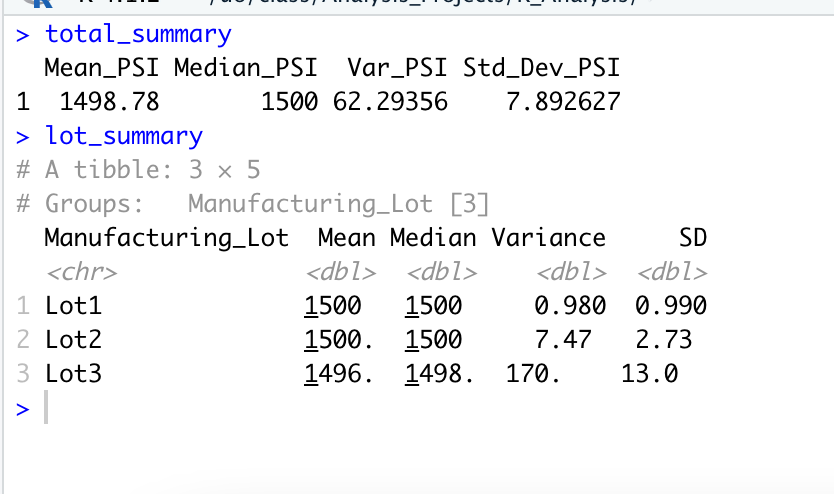 > total_summary
  Mean_PSI Median_PSI  Var_PSI Std_Dev_PSI
1  1498.78       1500 62.29356    7.892627
> lot_summary
# A tibble: 3 × 5
# Groups:   Manufacturing_Lot [3]
  Manufacturing_Lot  Mean Median Variance     SD
  <chr>             <dbl>  <dbl>    <dbl>  <dbl>
1 Lot1              1500   1500     0.980  0.990
2 Lot2              1500.  1500     7.47   2.73
3 Lot3              1496.  1498.  170.    13.0
>